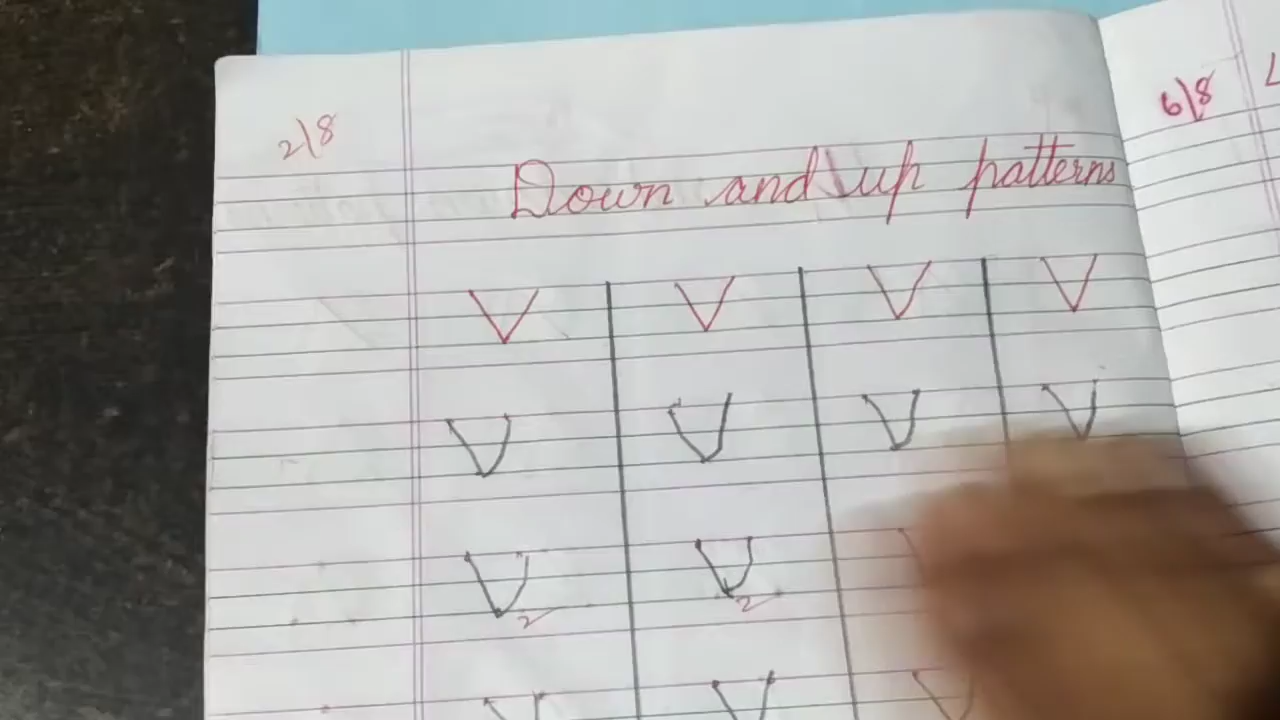 2\8
6\8
Down and up patterns
V V V V
V V V V
V V
V V V